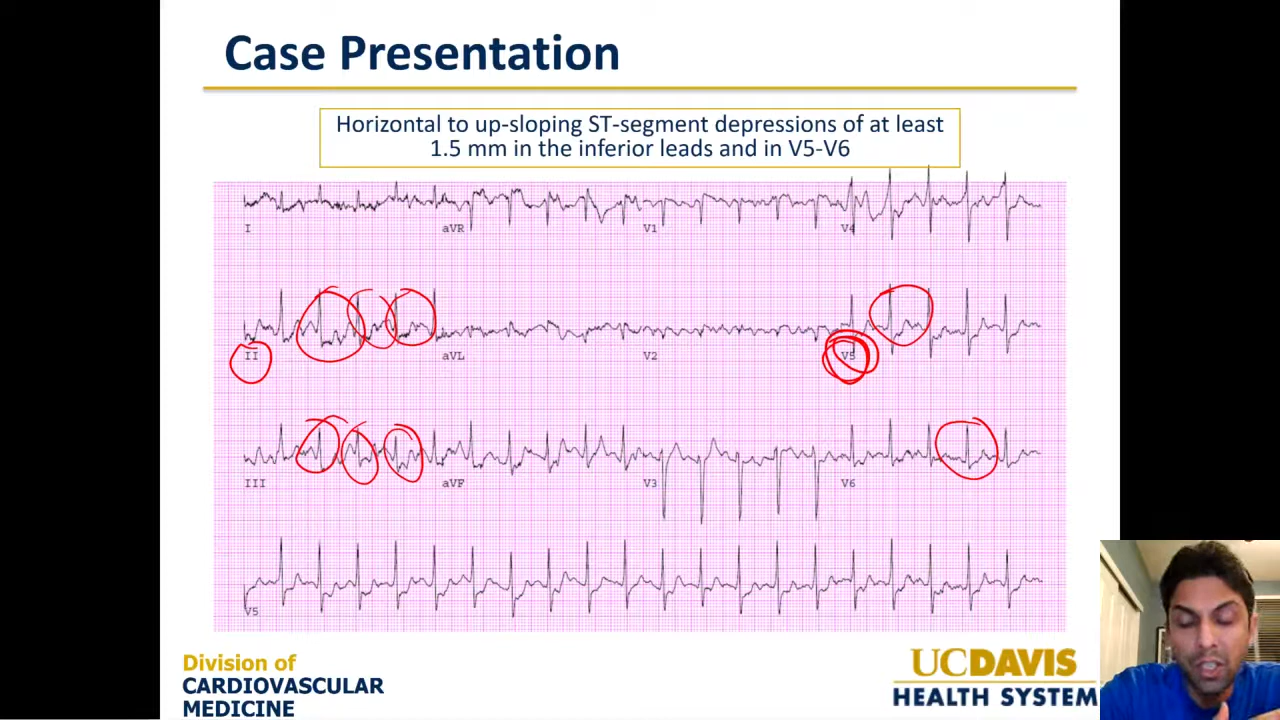 Case Presentation
Horizontal to up-sloping ST-segment depressions of at least
1.5 mm in the inferior leads and in V5-V6
I aVR V1 V4
II aVL V2 V5
III aVF V3 V6
V5
Division of
CARDIOVASCULAR
MEDICINE
UCDAVIS
HEALTH SYSTEM